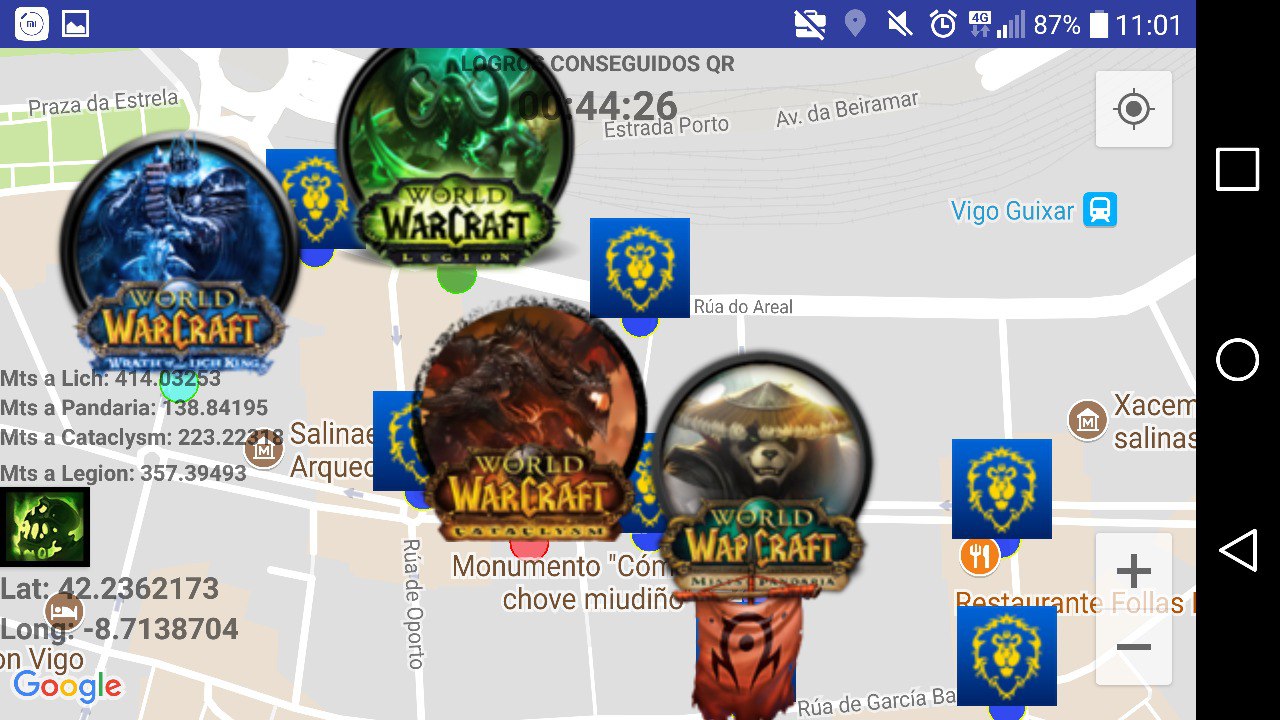 4G 87% 11:01
LOGROS CONSEGUIDOS QR
00:44:26
Praza da Estrela
Estrada Porto
Av. da Beiramar
WORLD
WARCRAFT
LEGION
Vigo Guixar
WORLD
WARCRAFT
WRATH OF THE LICH KING
Rúa do Areal
Mts a Lich: 414.03253
Mts a Pandaria: 138.84195
Mts a Cataclysm: 223.22318
Mts a Legion: 357.39493
Salinae
Arqueo
Xacem
salinas
WORLD
WARCRAFT
CATACLYSM
WORLD
WARCRAFT
MISTS PANDARIA
Monumento "Cóm
chove miudiño
Rúa de Oporto
Lat: 42.2362173
Long: -8.7138704
on Vigo
Google
Restaurante Follas
Rúa de García Ba